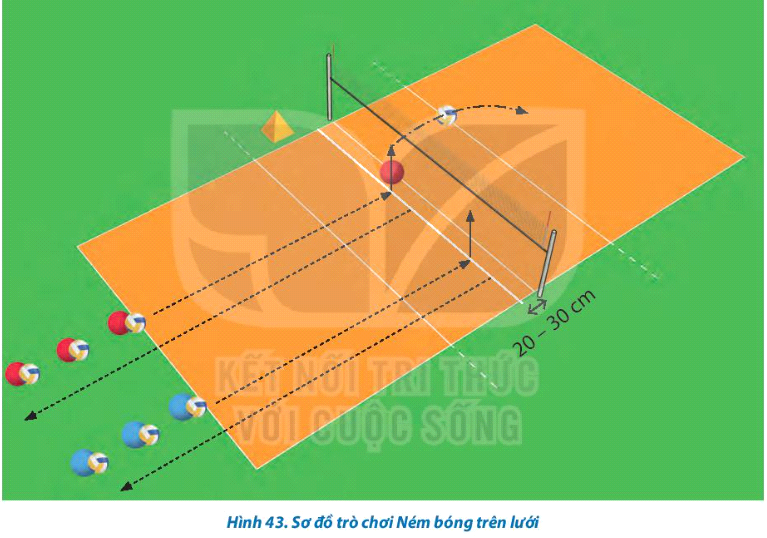 20 – 30 cm
KẾT NỐI TRI THỨC
VỚI CUỘC SỐNG
Hình 43. Sơ đồ trò chơi Ném bóng trên lưới